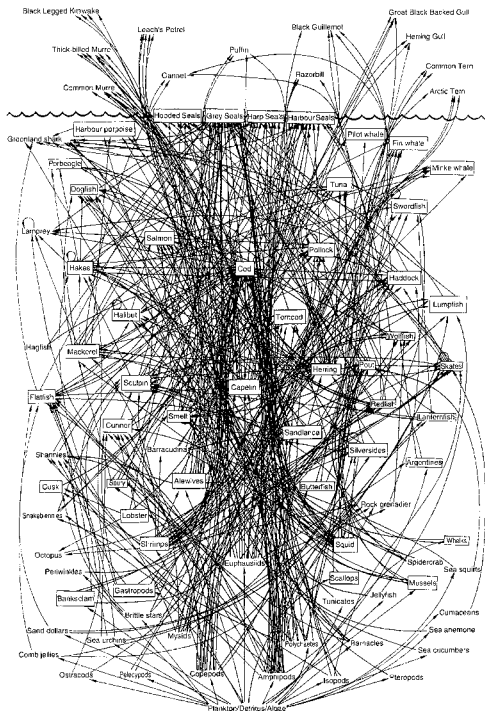 Black Legged Kittiwake
Great Black Backed Gull
Leach's Petrel
Black Guillemot
Herring Gull
Thick-billed Murre
Puffin
Gannet
Razorbill
Common Tern
Common Murre
Arctic Tern
Hooded Seals
Grey Seals
Harp Seals
Harbour Seals
Harbour porpoise
Pilot whale
Greenland shark
Fin whale
Porbeagle
Minke whale
Dogfish
Tuna
Swordfish
Lamprey
Salmon
Pollock
Hakes
Cod
Haddock
Lumpfish
Halibut
Tomcod
Wolffish
Hagfish
Mackerel
Herring
Trout
Skates
Sculpin
Capelin
Flatfish
Redfish
Smelt
Lanternfish
Cunner
Sandlance
Shannies
Barracudina
Silversides
Argentines
Cusk
Saury
Alewives
Butterfish
Rock grenadier
Snakebennies
Lobster
Shrimps
Squid
Whelks
Octopus
Euphausids
Spidercrab
Sea squirts
Periwinkles
Scallops
Mussels
Gastropods
Jellyfish
Banksclam
Tunicates
Brittle stars
Cumaceans
Sand dollars
Sea urchins
Mysids
Polychaetes
Barnacles
Sea anemone
Comb jellies
Sea cucumbers
Ostracods
Pelecypods
Copepods
Amphipods
Isopods
Pteropods
Plankton/Detritus/Algae